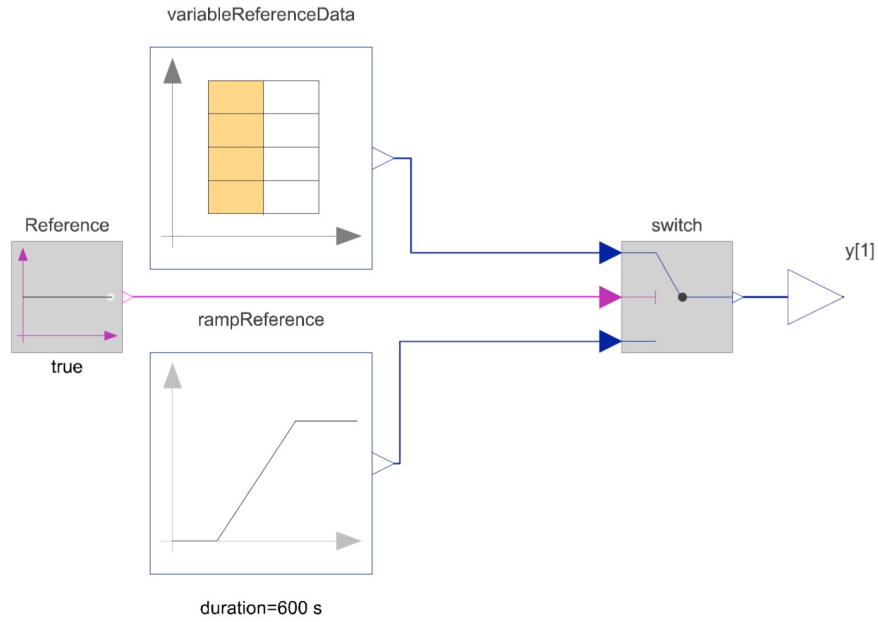 variableReferenceData
Reference
switch
y[1]
rampReference
true
duration=600 s